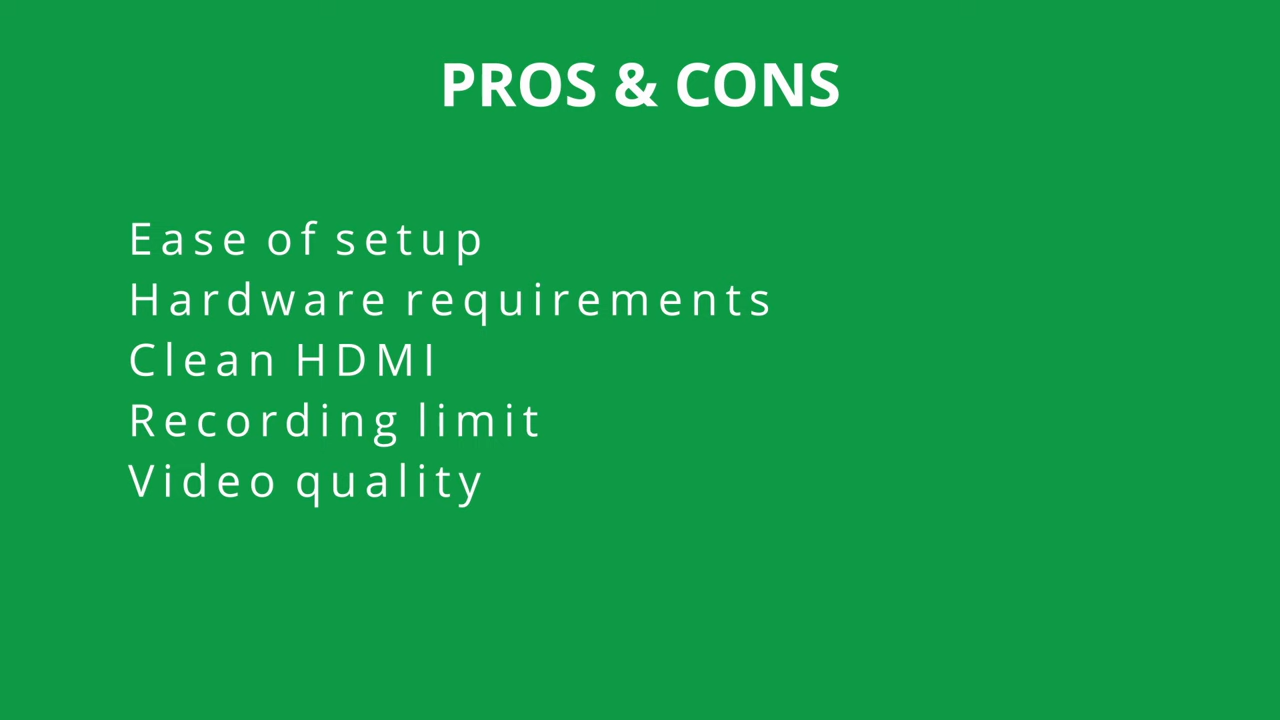 PROS & CONS
Ease of setup
Hardware requirements
Clean HDMI
Recording limit
Video quality